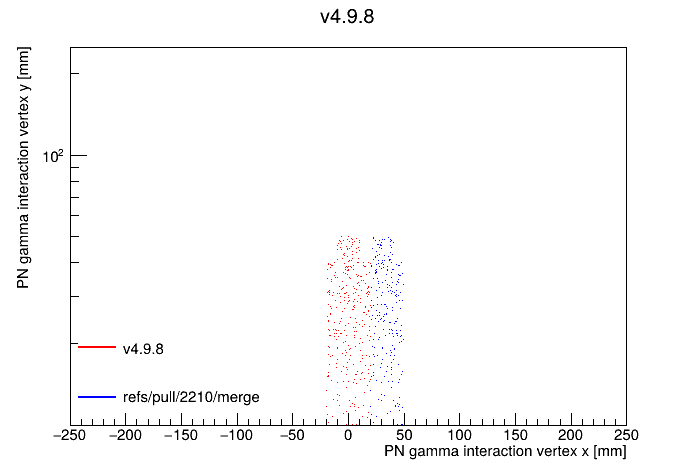 v4.9.8
PN gamma interaction vertex y [mm]
10²
v4.9.8
refs/pull/2210/merge
−250 −200 −150 −100 −50 0 50 100 150 200 250
PN gamma interaction vertex x [mm]